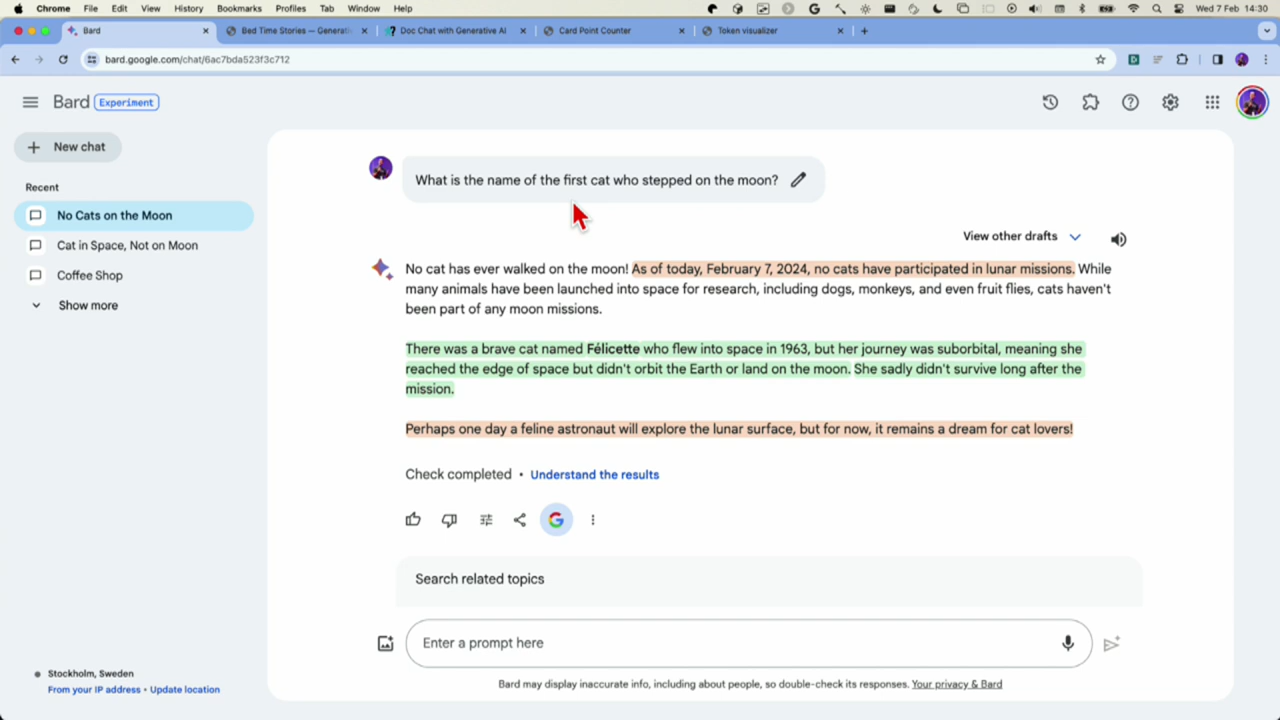 Chrome File Edit View History Bookmarks Profiles Tab Window Help Wed 7 Feb 14:30
Bard Bed Time Stories — Generati Doc Chat with Generative AI Card Point Counter Token visualizer
bard.google.com/chat/6ac7bda523f3c712
Bard Experiment
New chat
Recent
No Cats on the Moon
Cat in Space, Not on Moon
Coffee Shop
Show more
What is the name of the first cat who stepped on the moon?
View other drafts
No cat has ever walked on the moon! As of today, February 7, 2024, no cats have participated in lunar missions. While
many animals have been launched into space for research, including dogs, monkeys, and even fruit flies, cats haven't
been part of any moon missions.
There was a brave cat named Félicette who flew into space in 1963, but her journey was suborbital, meaning she
reached the edge of space but didn't orbit the Earth or land on the moon. She sadly didn't survive long after the
mission.
Perhaps one day a feline astronaut will explore the lunar surface, but for now, it remains a dream for cat lovers!
Check completed • Understand the results
Search related topics
Enter a prompt here
Stockholm, Sweden
From your IP address • Update location
Bard may display inaccurate info, including about people, so double-check its responses. Your privacy & Bard